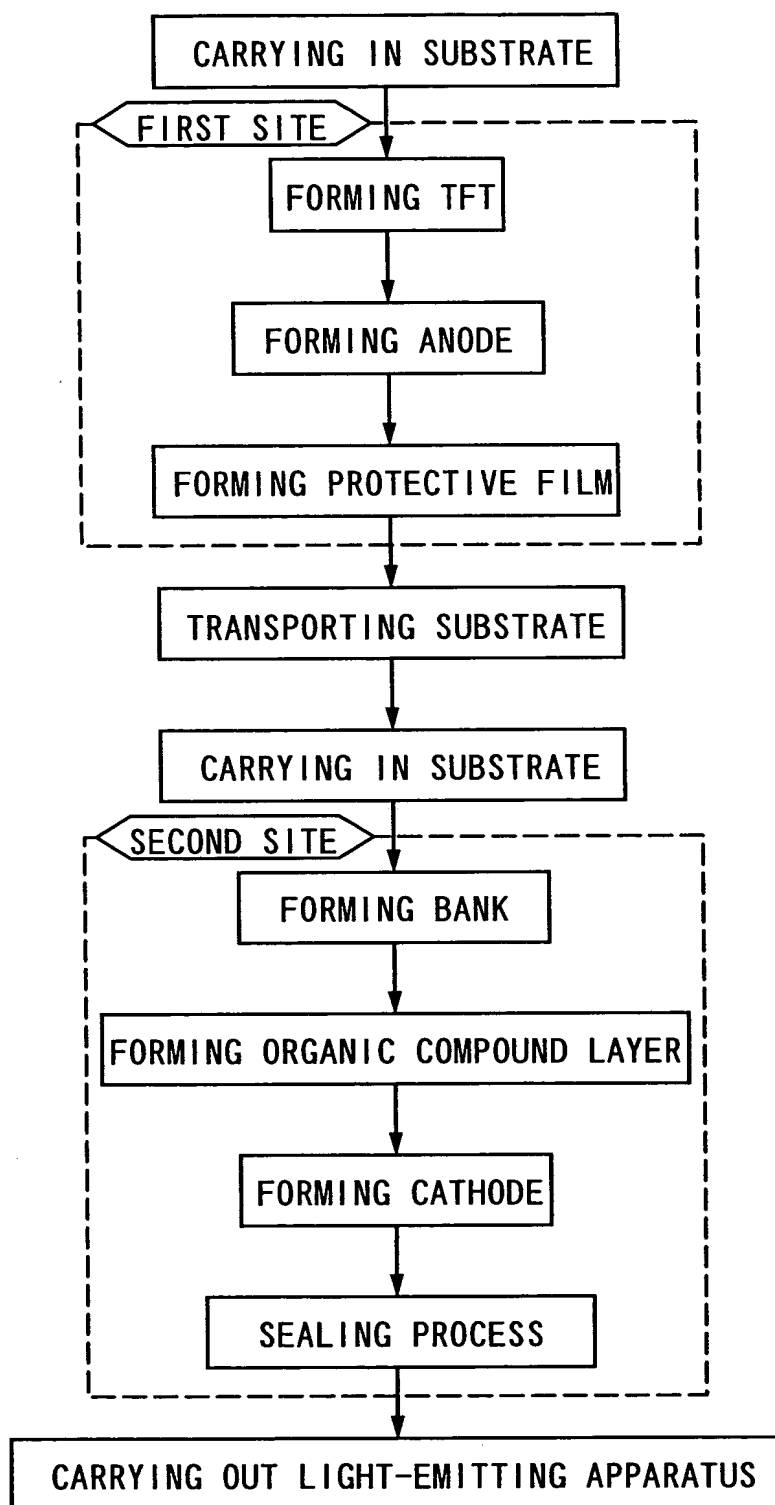 CARRYING IN SUBSTRATE
FIRST SITE
FORMING TFT
FORMING ANODE
FORMING PROTECTIVE FILM
TRANSPORTING SUBSTRATE
CARRYING IN SUBSTRATE
SECOND SITE
FORMING BANK
FORMING ORGANIC COMPOUND LAYER
FORMING CATHODE
SEALING PROCESS
CARRYING OUT LIGHT-EMITTING APPARATUS